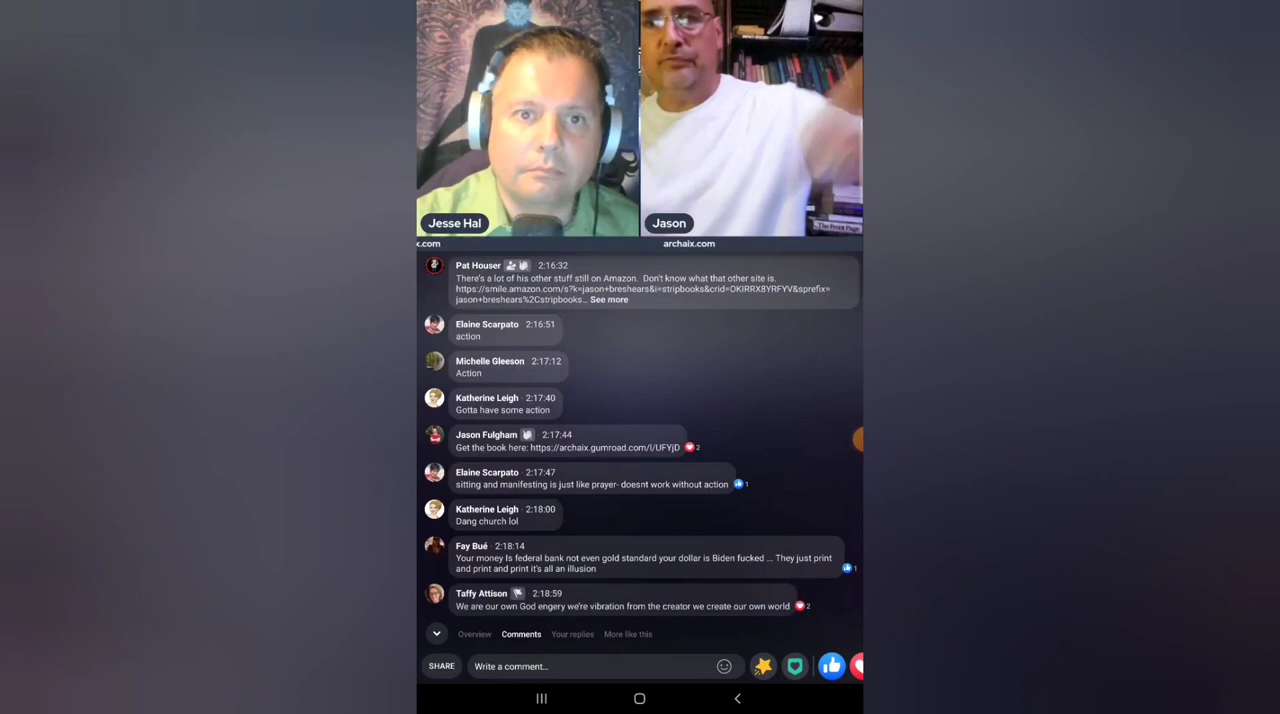 Jesse Hal
Jason
x.com
archaix.com
Pat Houser 2:16:32
There's a lot of his other stuff still on Amazon. Don't know what that other site is.
https://smile.amazon.com/s?k=jason+breshears&i=stripbooks&crid=OKIRRX8YRFYV&sprefix=
jason+breshears%2Cstripbooks... See more
Elaine Scarpato · 2:16:51
action
Michelle Gleeson · 2:17:12
Action
Katherine Leigh · 2:17:40
Gotta have some action
Jason Fulgham · 2:17:44
Get the book here: https://archaix.gumroad.com/l/UFYjD 2
Elaine Scarpato · 2:17:47
sitting and manifesting is just like prayer- doesnt work without action 1
Katherine Leigh · 2:18:00
Dang church lol
Fay Bué · 2:18:14
Your money Is federal bank not even gold standard your dollar is Biden fucked ... They just print
and print and print it's all an illusion 1
Taffy Attison · 2:18:59
We are our own God engery we're vibration from the creator we create our own world 2
Overview Comments Your replies More like this
SHARE Write a comment...